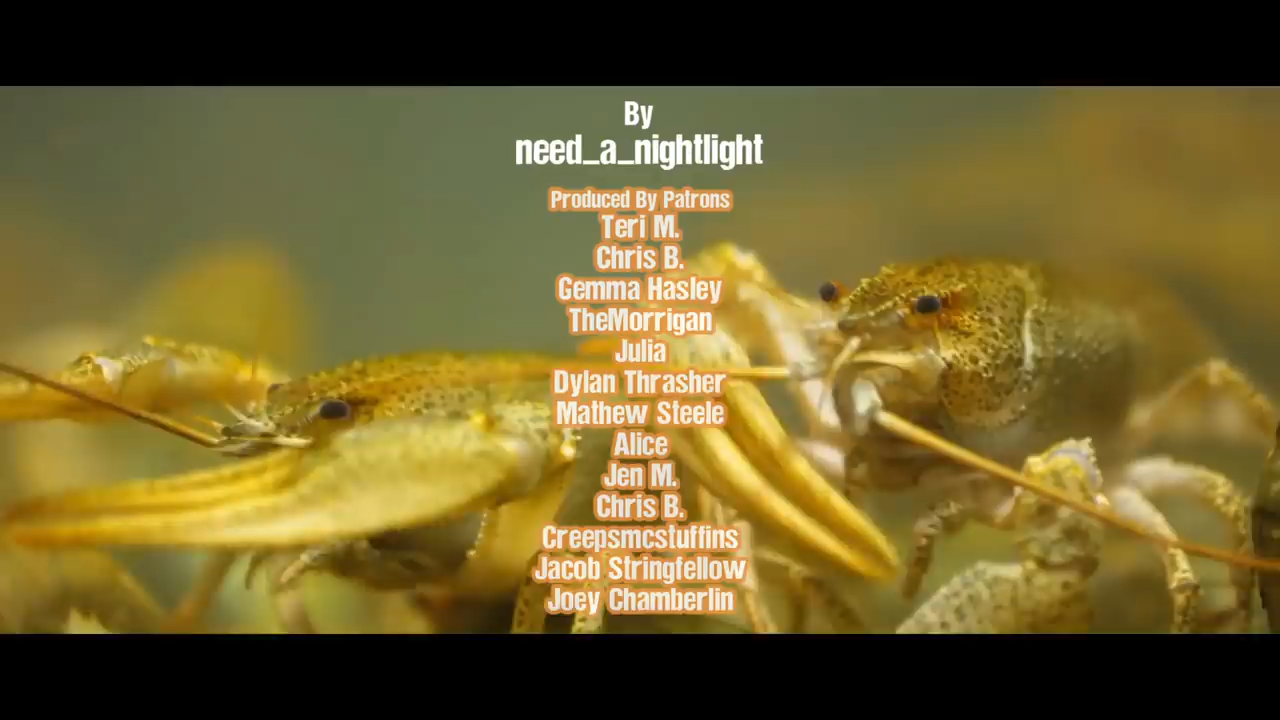 By
need_a_nightlight
Produced By Patrons
Teri M.
Chris B.
Gemma Hasley
TheMorrigan
Julia
Dylan Thrasher
Mathew Steele
Alice
Jen M.
Chris B.
Creepsmcstuffins
Jacob Stringfellow
Joey Chamberlin